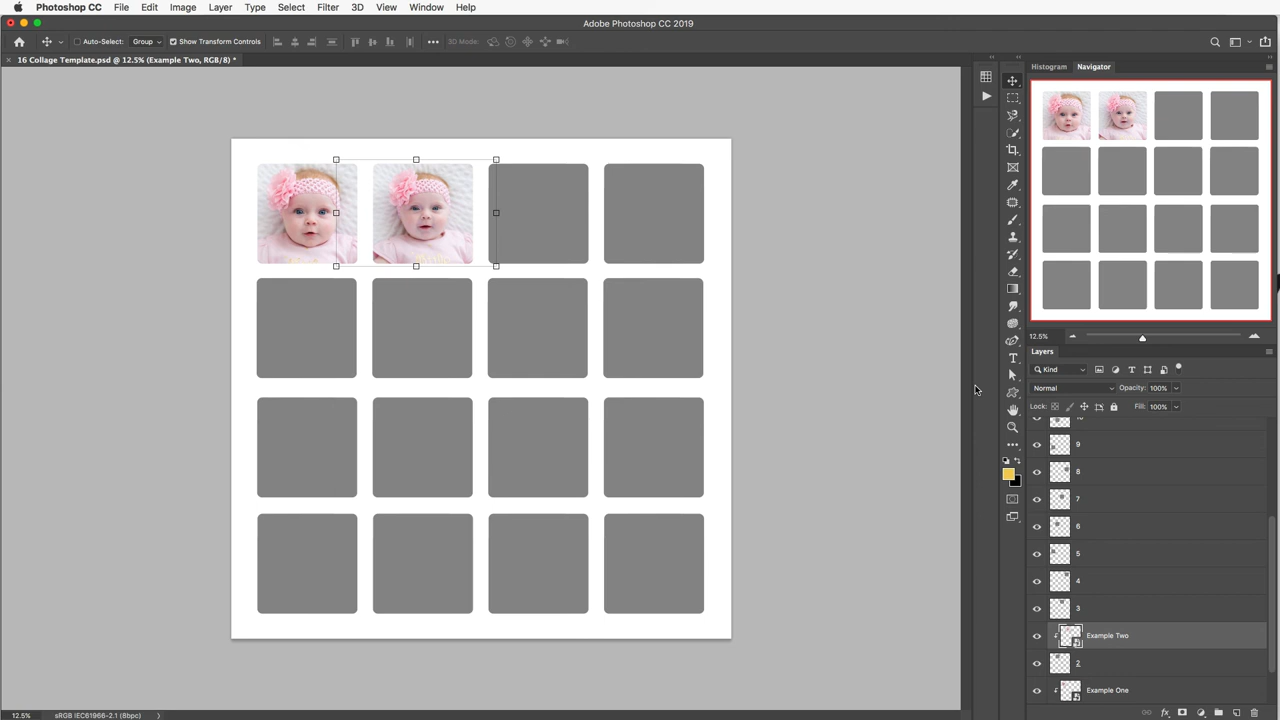 Photoshop CC File Edit Image Layer Type Select Filter 3D View Window Help
Adobe Photoshop CC 2019
Auto-Select: Group Show Transform Controls 3D Mode:
16 Collage Template.psd @ 12.5% (Example Two, RGB/8) *
Histogram Navigator
12.5%
Layers
Kind
Normal Opacity: 100%
Lock: Fill: 100%
9
8
7
6
5
4
3
Example Two
2
Example One
12.5% sRGB IEC61966-2.1 (8bpc)